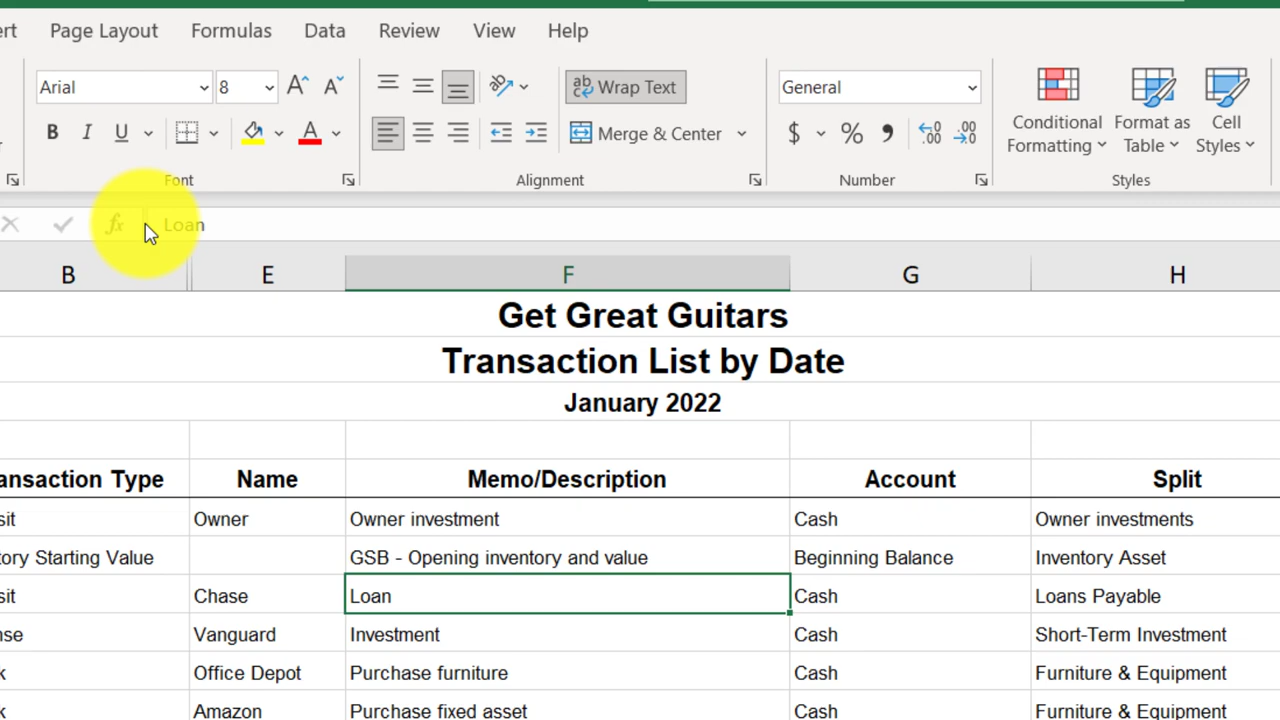 ert Page Layout Formulas Data Review View Help
Arial 8 A A ab Wrap Text General
B I U A Merge & Center $ % 9 .00 .00
Conditional Formatting
Format as Table
Cell Styles
Font Alignment Number Styles
fx Loan
B E F G H
Get Great Guitars
Transaction List by Date
January 2022
ansaction Type Name Memo/Description Account Split
sit Owner Owner investment Cash Owner investments
tory Starting Value GSB - Opening inventory and value Beginning Balance Inventory Asset
sit Chase Loan Cash Loans Payable
nse Vanguard Investment Cash Short-Term Investment
k Office Depot Purchase furniture Cash Furniture & Equipment
k Amazon Purchase fixed asset Cash Furniture & Equipment